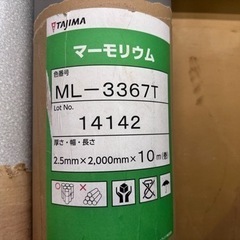 TAJIMA
マーモリウム
色番号
ML-3367T
Lot No.
14142
厚さ・幅・長さ
2.5mm×2,000mm×10m(巻)